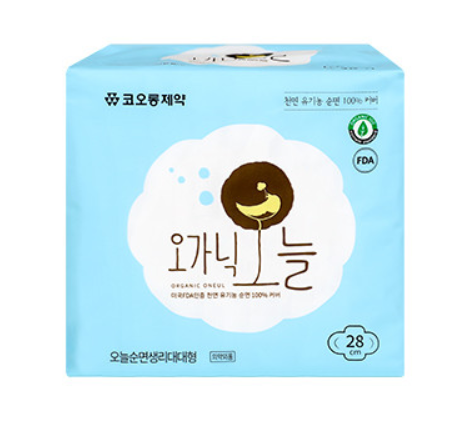 코오롱제약
천연 유기농 순면 100% 커버
FDA
오가닉오늘
ORGANIC ONEUL
미국FDA인증 천연 유기농 순면 100% 커버
오늘순면생리대대형
의약외품
28
cm